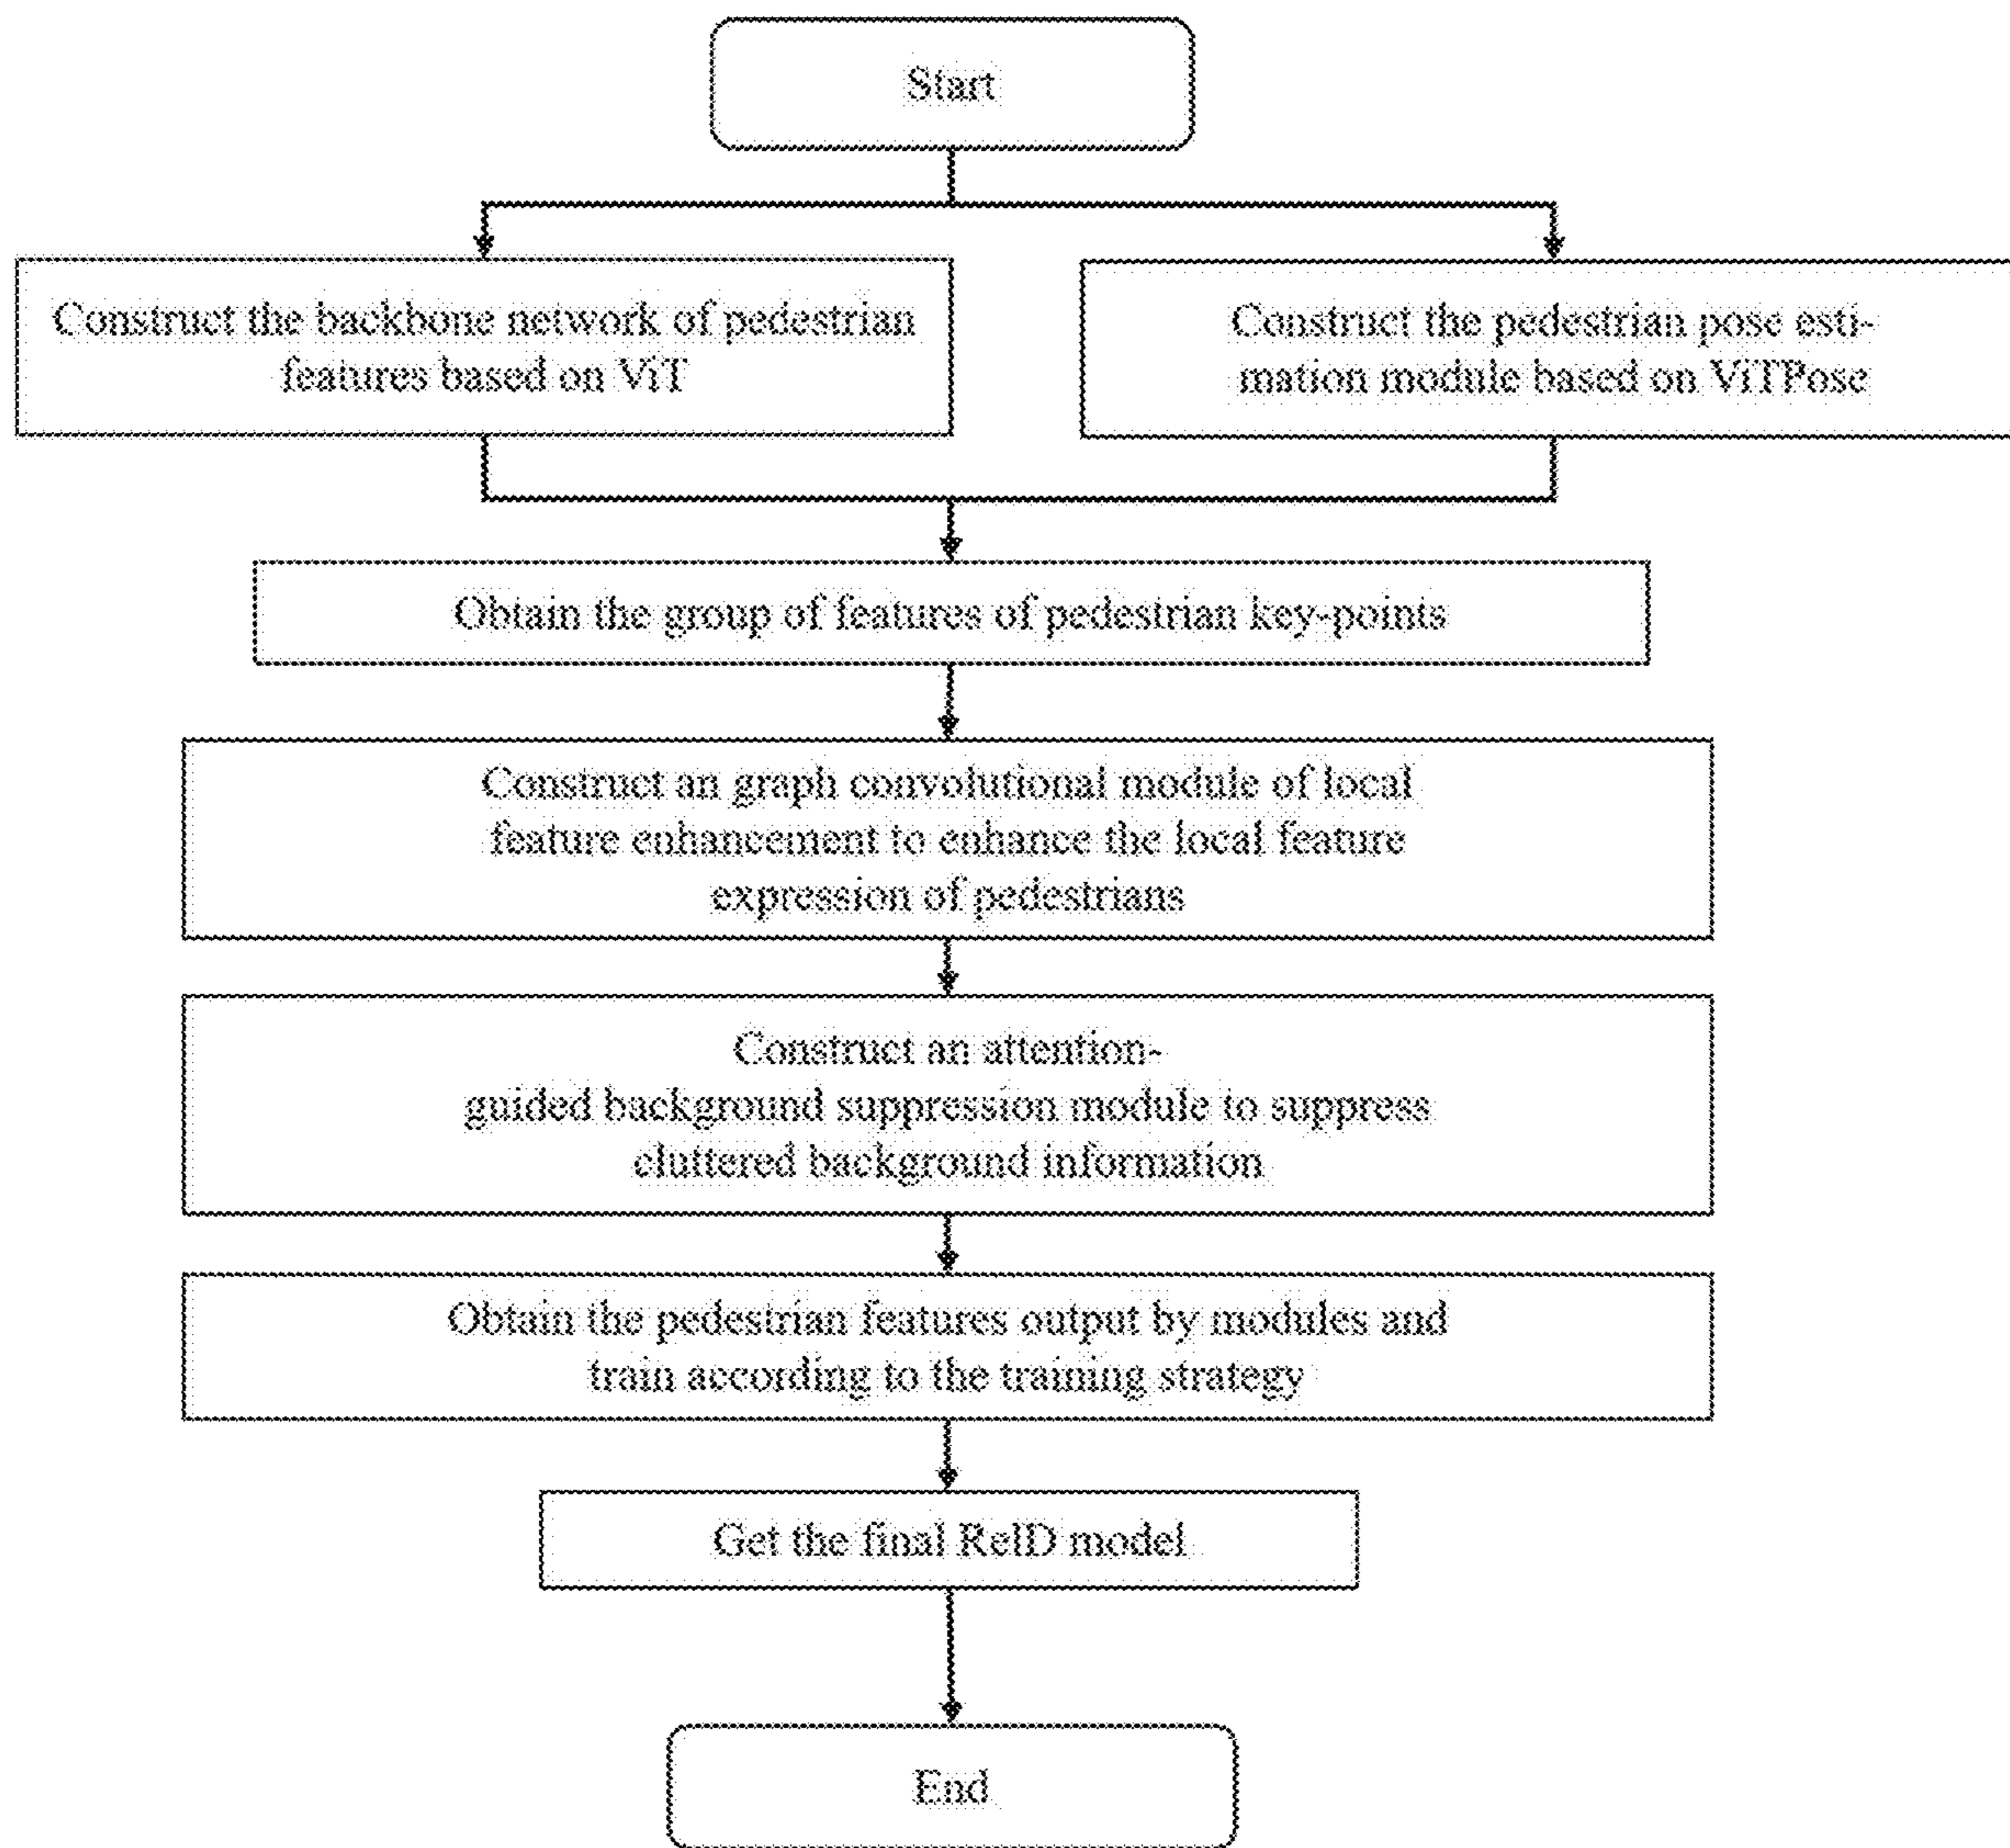 Start
Construct the backbone network of pedestrian
features based on ViT
Construct the pedestrian pose esti-
mation module based on ViTPose
Obtain the group of features of pedestrian key-points
Construct an graph convolutional module of local
feature enhancement to enhance the local feature
expression of pedestrians
Construct an attention-
guided background suppression module to suppress
cluttered background information
Obtain the pedestrian features output by modules and
train according to the training strategy
Get the final ReID model
End